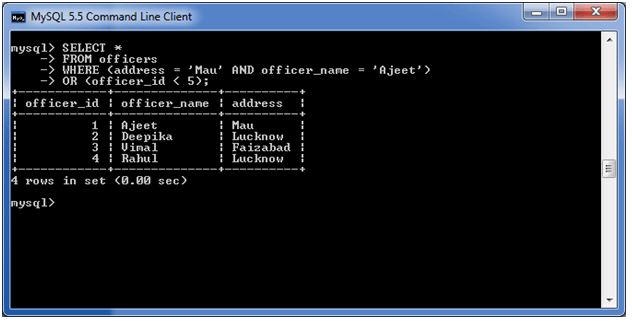 MySQL 5.5 Command Line Client
mysql> SELECT *
    -> FROM officers
    -> WHERE (address = 'Mau' AND officer_name = 'Ajeet')
    -> OR (officer_id < 5);
+------------+--------------+-----------+
| officer_id | officer_name | address   |
+------------+--------------+-----------+
|          1 | Ajeet        | Mau       |
|          2 | Deepika      | Lucknow   |
|          3 | Vimal        | Faizabad  |
|          4 | Rahul        | Lucknow   |
+------------+--------------+-----------+
4 rows in set (0.00 sec)
mysql>